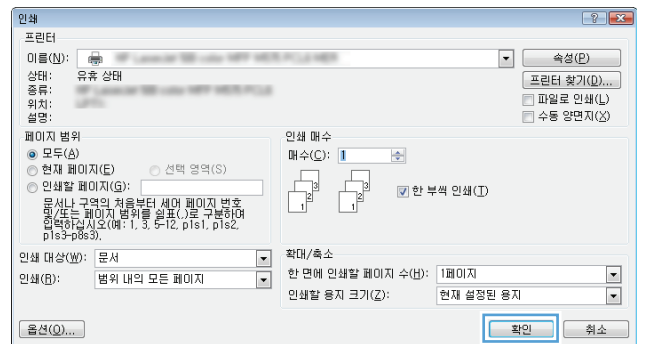 인쇄
프린터
이름(N):
속성(P)
상태: 유휴 상태
프린터 찾기(D)...
종류:
위치:
파일로 인쇄(L)
설명:
수동 양면지(X)
페이지 범위
모두(A)
현재 페이지(E) 선택 영역(S)
인쇄할 페이지(G):
문서나 구역의 처음부터 세어 페이지 번호
및/또는 페이지 범위를 쉼표(,)로 구분하여
입력하십시오(예: 1, 3, 5-12, p1s1, p1s2,
p1s3-p8s3).
인쇄 매수
매수(C): 1
3 3
2 2
1 1
한 부씩 인쇄(T)
인쇄 대상(W): 문서
인쇄(R): 범위 내의 모든 페이지
확대/축소
한 면에 인쇄할 페이지 수(H): 1페이지
인쇄할 용지 크기(Z): 현재 설정된 용지
옵션(O)...
확인 취소